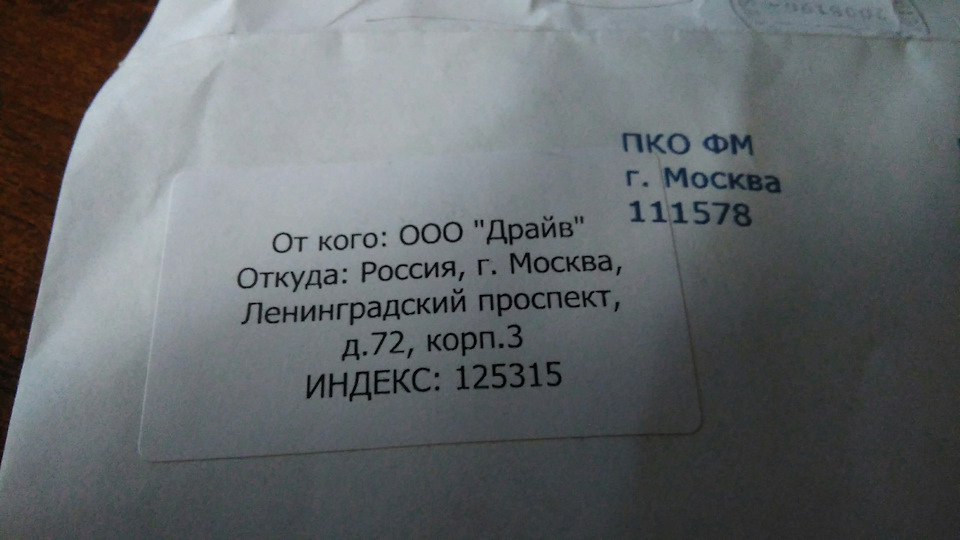 ПКО ФМ
г. Москва
111578
От кого: ООО "Драйв"
Откуда: Россия, г. Москва,
Ленинградский проспект,
д.72, корп.3
ИНДЕКС: 125315